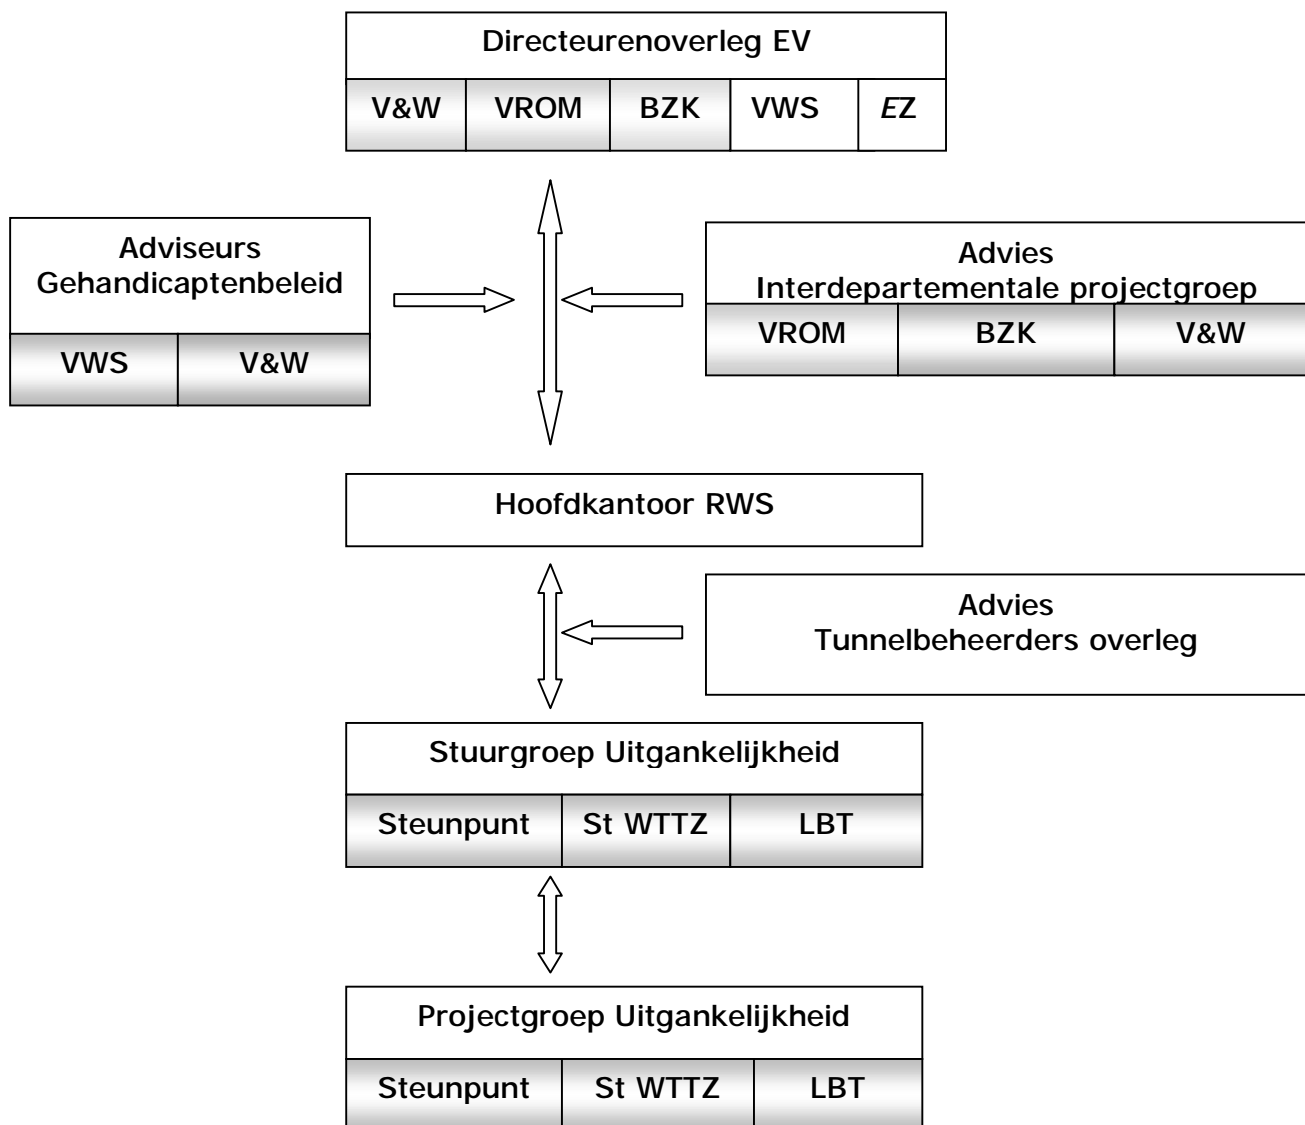 Directeurenoverleg EV
V&W VROM BZK VWS EZ
Adviseurs
Gehandicaptenbeleid
VWS V&W
Advies
Interdepartementale projectgroep
VROM BZK V&W
Hoofdkantoor RWS
Advies
Tunnelbeheerders overleg
Stuurgroep Uitgankelijkheid
Steunpunt St WTTZ LBT
Projectgroep Uitgankelijkheid
Steunpunt St WTTZ LBT